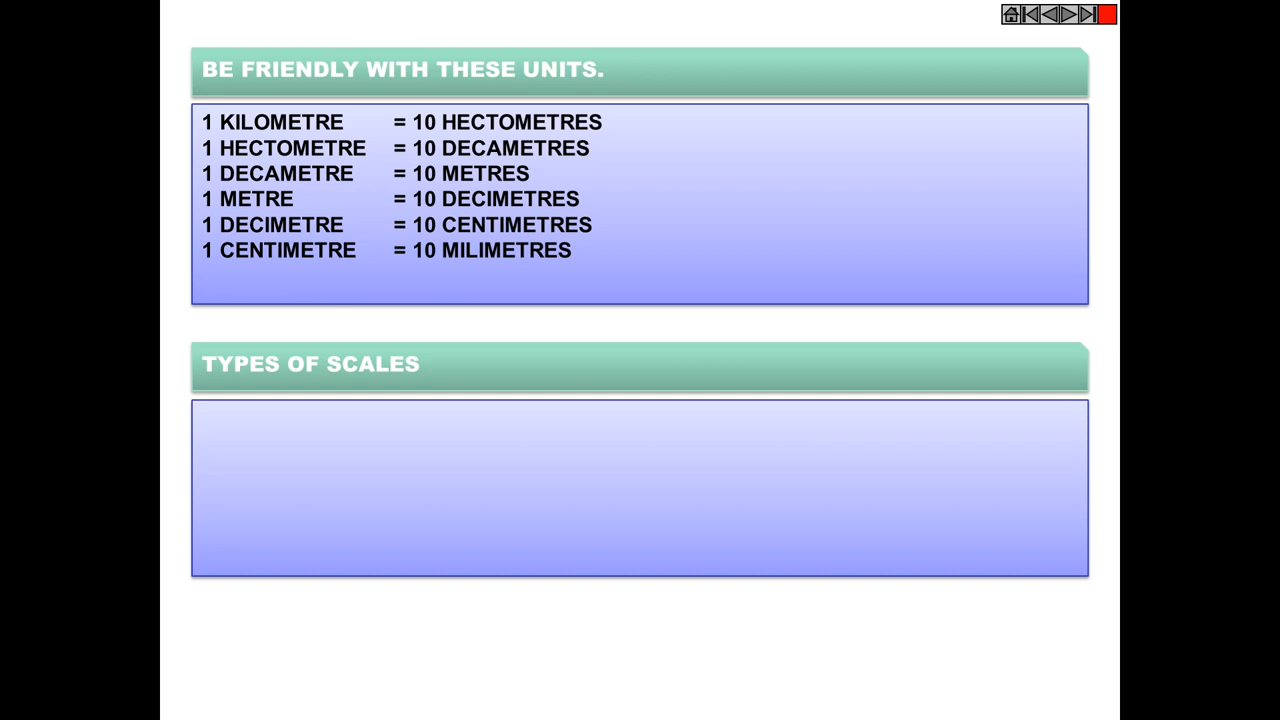 BE FRIENDLY WITH THESE UNITS.
1 KILOMETRE = 10 HECTOMETRES
1 HECTOMETRE = 10 DECAMETRES
1 DECAMETRE = 10 METRES
1 METRE = 10 DECIMETRES
1 DECIMETRE = 10 CENTIMETRES
1 CENTIMETRE = 10 MILIMETRES
TYPES OF SCALES